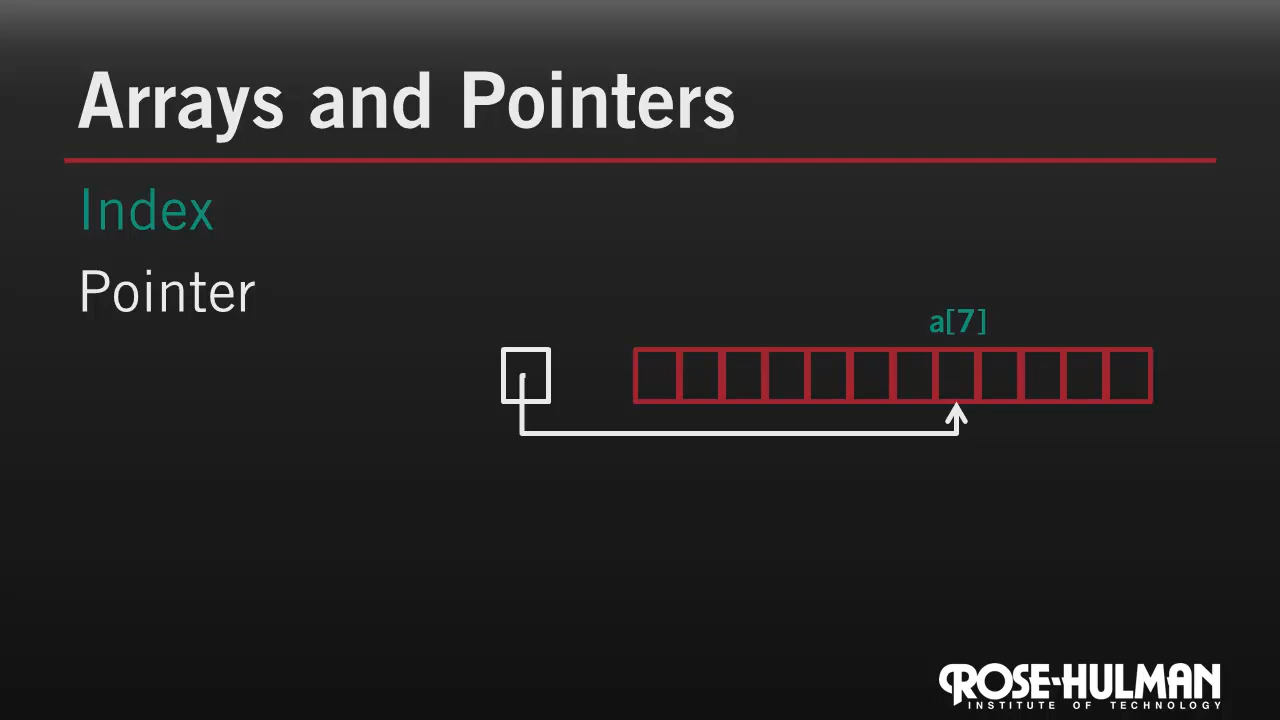 Arrays and Pointers
Index
Pointer
a[7]
ROSE-HULMAN
INSTITUTE OF TECHNOLOGY